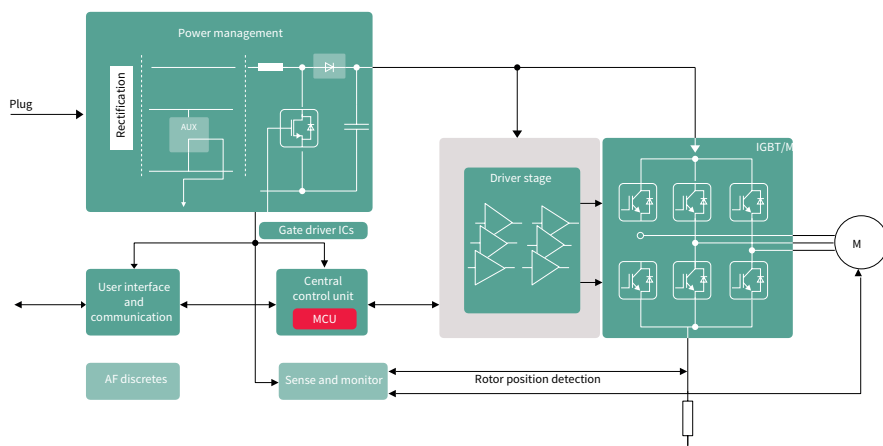 Power management
Plug
Rectification
AUX
IGBT/M
Driver stage
Gate driver ICs
M
User interface
and
communication
Central
control unit
MCU
AF discretes
Sense and monitor
Rotor position detection